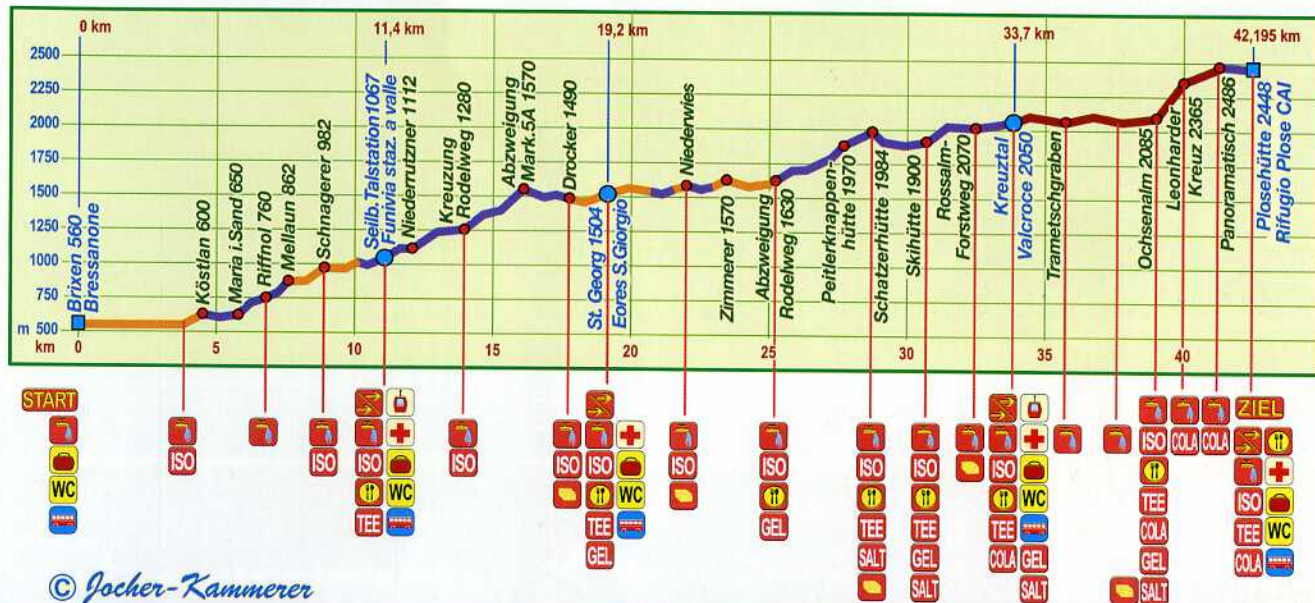 0 km
11,4 km
19,2 km
33,7 km
42,195 km
2500
2250
2000
1750
1500
1250
1000
750
m 500
km
0
5
10
15
20
25
30
35
40
Brixen 560
Bressanone
Köstlan 600
Maria i.Sand 650
Riffnol 760
Mellaun 862
Schnagerer 982
Seilb.Talstation1067
Funivia staz. a valle
Niederrutzner 1112
Kreuzung
Rodelweg 1280
Abzweigung
Mark.5A 1570
Drocker 1490
St. Georg 1504
Eores S.Giorgio
Niederwies
Zimmerer 1570
Abzweigung
Rodelweg 1630
Peitlerknappen-
hütte 1970
Schatzerhütte 1984
Skihütte 1900
Rossalm-
Forstweg 2070
Kreuztal
Valcroce 2050
Trametschgraben
Ochsenalm 2085
Leonharder
Kreuz 2365
Panoramatisch 2486
Plosehütte 2448
Rifugio Plose CAI
START
WC
ISO
ISO
ISO
WC
TEE
ISO
ISO
ISO
TEE
WC
GEL
ISO
ISO
GEL
ISO
TEE
SALT
ISO
TEE
GEL
SALT
ISO
WC
TEE
COLA
GEL
SALT
ISO
TEE
COLA
GEL
SALT
COLA
COLA
ZIEL
ISO
TEE
WC
COLA
© Jocher-Kammerer